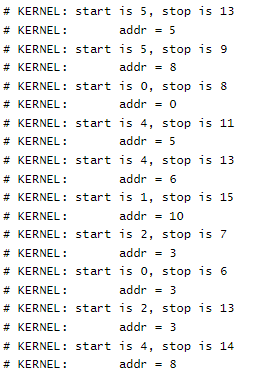 # KERNEL: start is 5, stop is 13
# KERNEL:       addr = 5
# KERNEL: start is 5, stop is 9
# KERNEL:       addr = 8
# KERNEL: start is 0, stop is 8
# KERNEL:       addr = 0
# KERNEL: start is 4, stop is 11
# KERNEL:       addr = 5
# KERNEL: start is 4, stop is 13
# KERNEL:       addr = 6
# KERNEL: start is 1, stop is 15
# KERNEL:       addr = 10
# KERNEL: start is 2, stop is 7
# KERNEL:       addr = 3
# KERNEL: start is 0, stop is 6
# KERNEL:       addr = 3
# KERNEL: start is 2, stop is 13
# KERNEL:       addr = 3
# KERNEL: start is 4, stop is 14
# KERNEL:       addr = 8